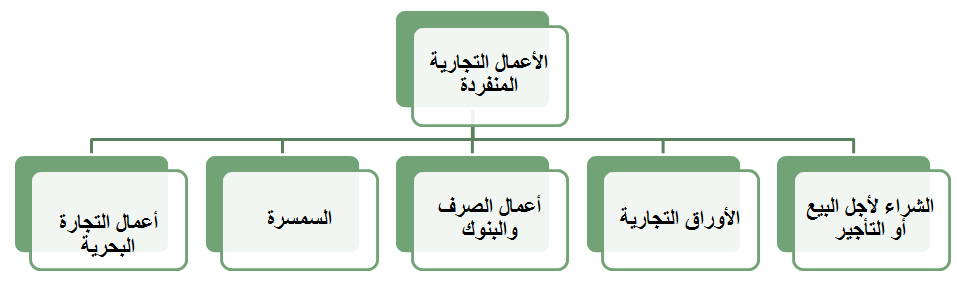 الأعمال التجارية
المنفردة
الشراء لأجل البيع
أو التأجير
الأوراق التجارية
أعمال الصرف
والبنوك
السمسرة
أعمال التجارة
البحرية